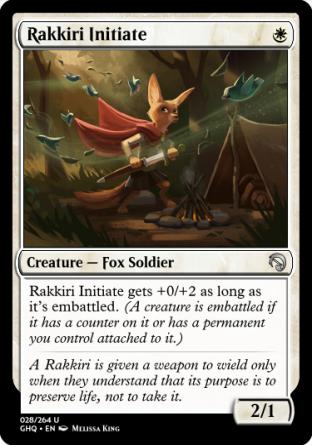 Rakkiri Initiate
Creature — Fox Soldier
Rakkiri Initiate gets +0/+2 as long as
it's embattled. (A creature is embattled if
it has a counter on it or has a permanent
you control attached to it.)
A Rakkiri is given a weapon to wield only
when they understand that its purpose is to
preserve life, not to take it.
2/1
028/264 U
GHQ • EN Melissa King